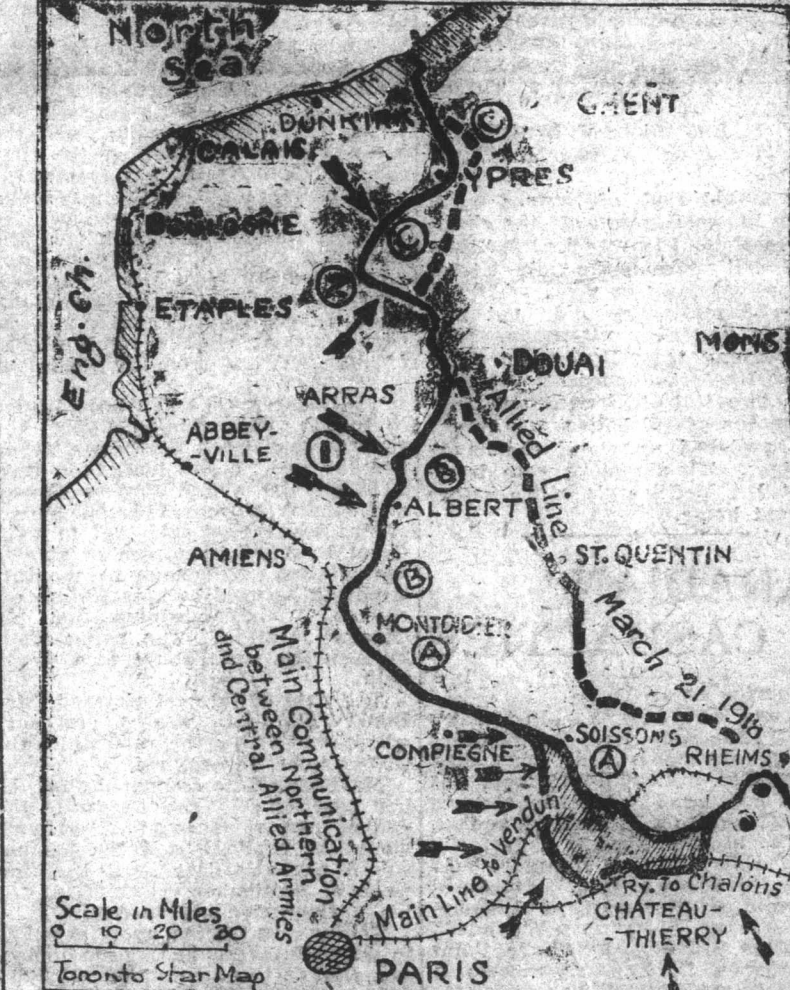 North
Sea
DUNKIRK
GHENT
C
CALAIS
YPRES
BOULOGNE
C
ETAPLES
Eng. Ch.
MONS
DOUAI
ARRAS
ABBEY-
-VILLE
1
Allied Line
B
ALBERT
AMIENS
ST. QUENTIN
B
March 21 1918
MONTDIDIER
A
Main Communication
between Northern
and Central Allied Armies
SOISSONS
COMPIEGNE
A
RHEIMS
Main Line to Verdun
Ry. To Chalons
CHATEAU-
-THIERRY
Scale in Miles
0 10 20 30
Toronto Star Map
PARIS